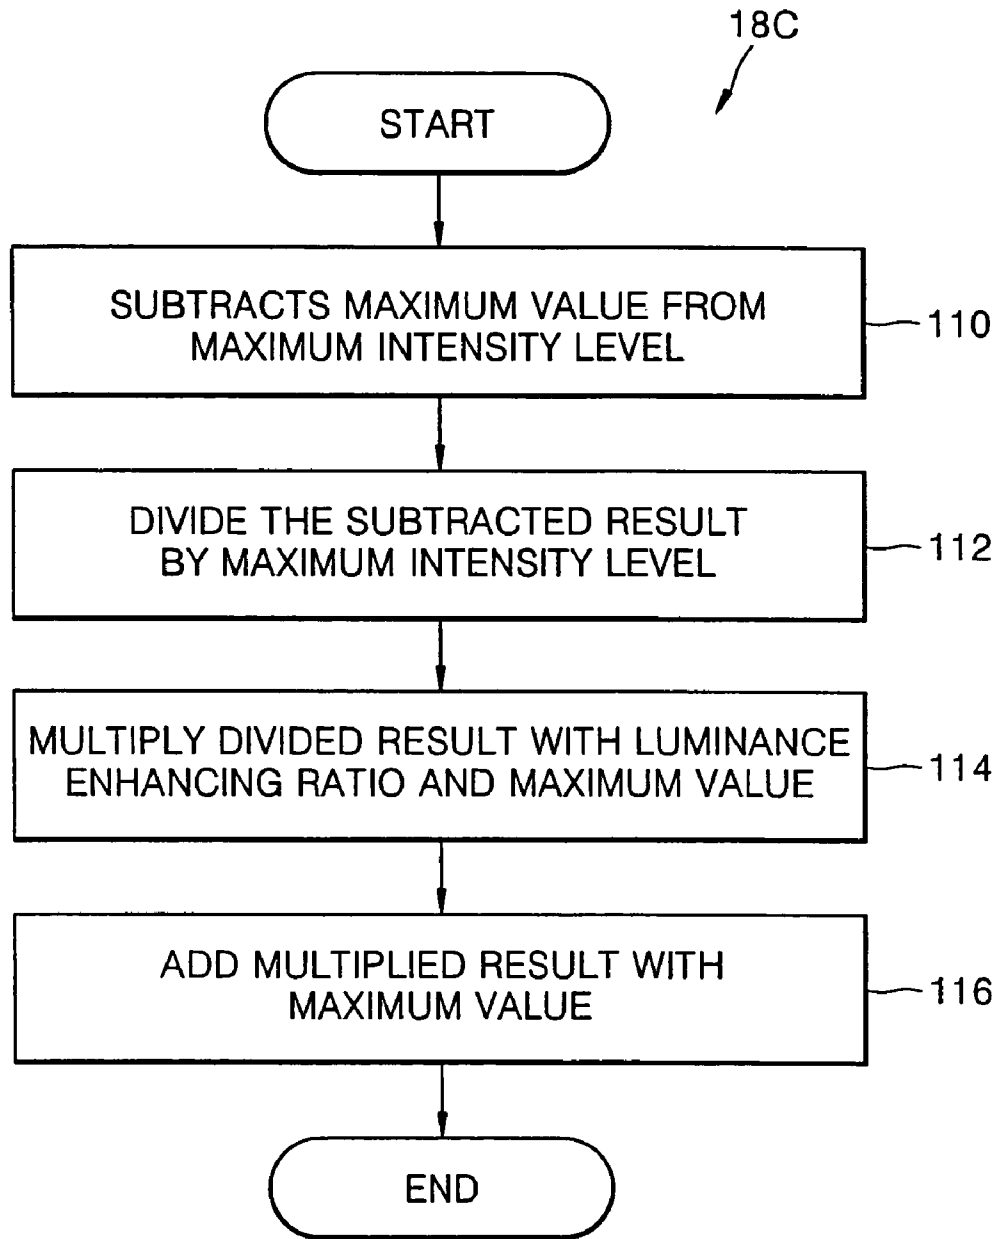 18C
START
SUBTRACTS MAXIMUM VALUE FROM
MAXIMUM INTENSITY LEVEL
110
DIVIDE THE SUBTRACTED RESULT
BY MAXIMUM INTENSITY LEVEL
112
MULTIPLY DIVIDED RESULT WITH LUMINANCE
ENHANCING RATIO AND MAXIMUM VALUE
114
ADD MULTIPLIED RESULT WITH
MAXIMUM VALUE
116
END